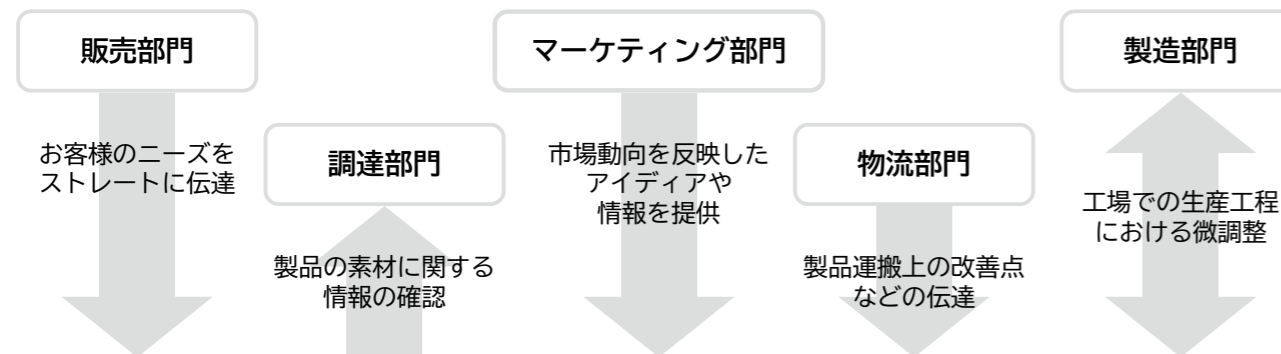 販売部門
お客様のニーズを
ストレートに伝達
調達部門
製品の素材に関する
情報の確認
マーケティング部門
市場動向を反映した
アイディアや
情報を提供
物流部門
製品運搬上の改善点
などの伝達
製造部門
工場での生産工程
における微調整